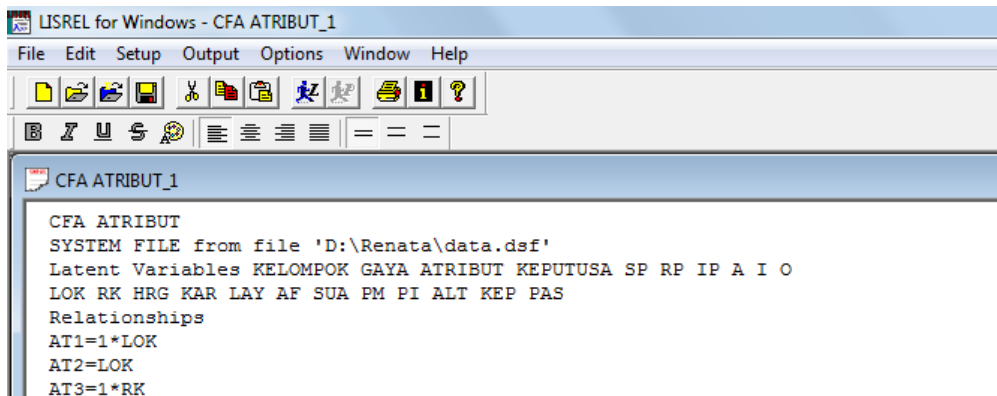 LISREL for Windows - CFA ATRIBUT_1
File Edit Setup Output Options Window Help
B I U S
CFA ATRIBUT_1
CFA ATRIBUT
SYSTEM FILE from file 'D:\Renata\data.dsf'
Latent Variables KELOMPOK GAYA ATRIBUT KEPUTUSA SP RP IP A I O
LOK RK HRG KAR LAY AF SUA PM PI ALT KEP PAS
Relationships
AT1=1*LOK
AT2=LOK
AT3=1*RK